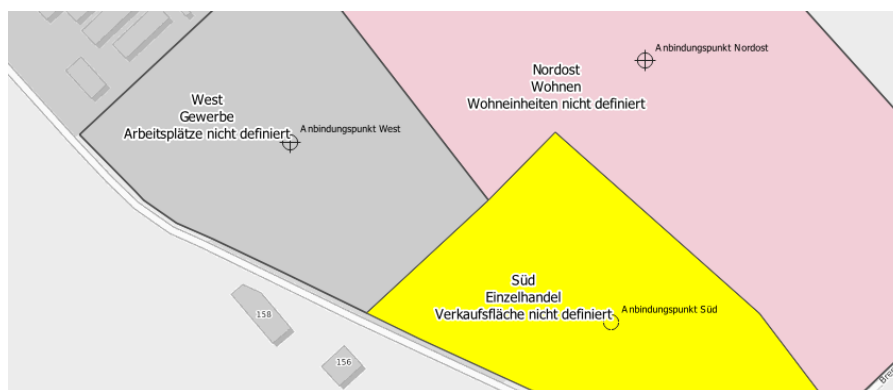 Anbindungspunkt Nordost
Nordost
Wohnen
Wohneinheiten nicht definiert
West
Gewerbe
Arbeitsplätze nicht definiert
Anbindungspunkt West
Süd
Einzelhandel
Verkaufsfläche nicht definiert
Anbindungspunkt Süd
158
156